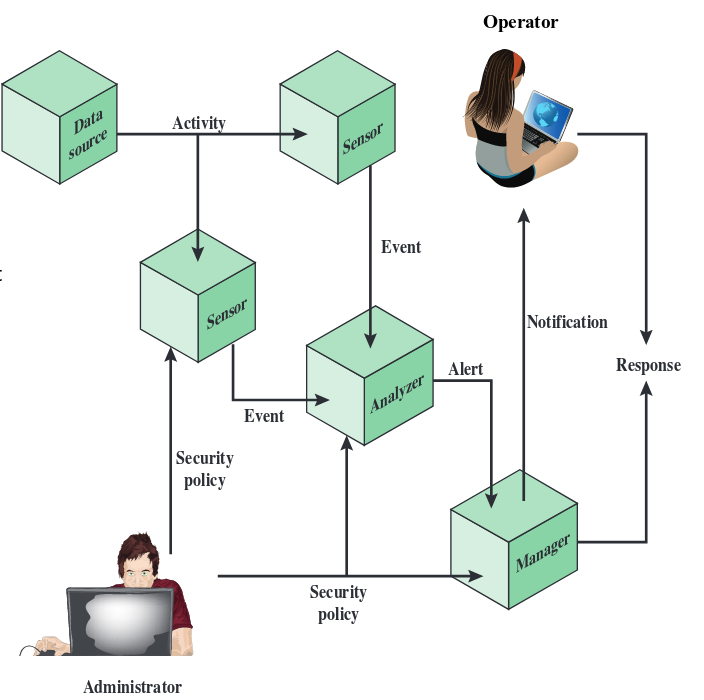 Operator
Data
source
Activity
Sensor
Event
Sensor
Notification
Analyzer
Alert
Response
Event
Security
policy
Manager
Security
policy
Administrator